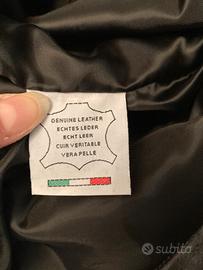 GENUINE LEATHER
ECHTES LEDER
ECHT LEER
CUIR VERITABLE
VERA PELLE
subito